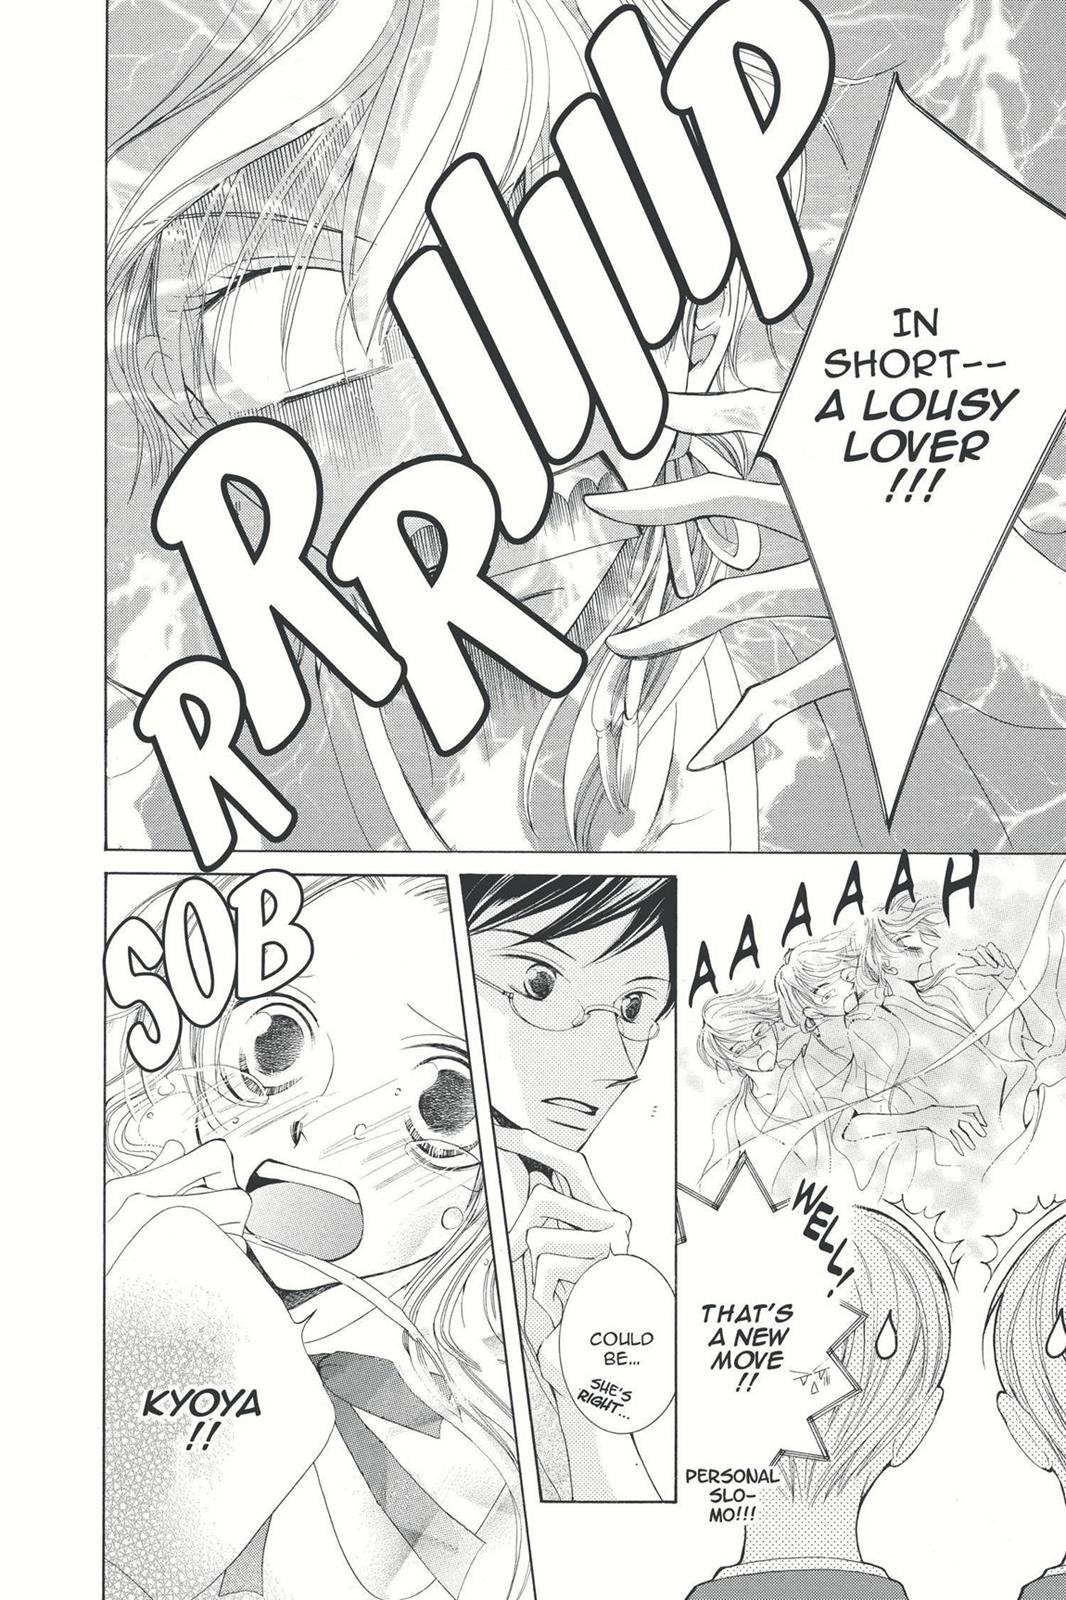 IN
SHORT--
A LOUSY
LOVER
!!!
RRRIIIIIP
AAAAAAH
WELL!
THAT'S
A NEW
MOVE
!!
PERSONAL
SLO-
MO!!!
COULD
BE...
SHE'S
RIGHT...
SOB
KYOYA
!!